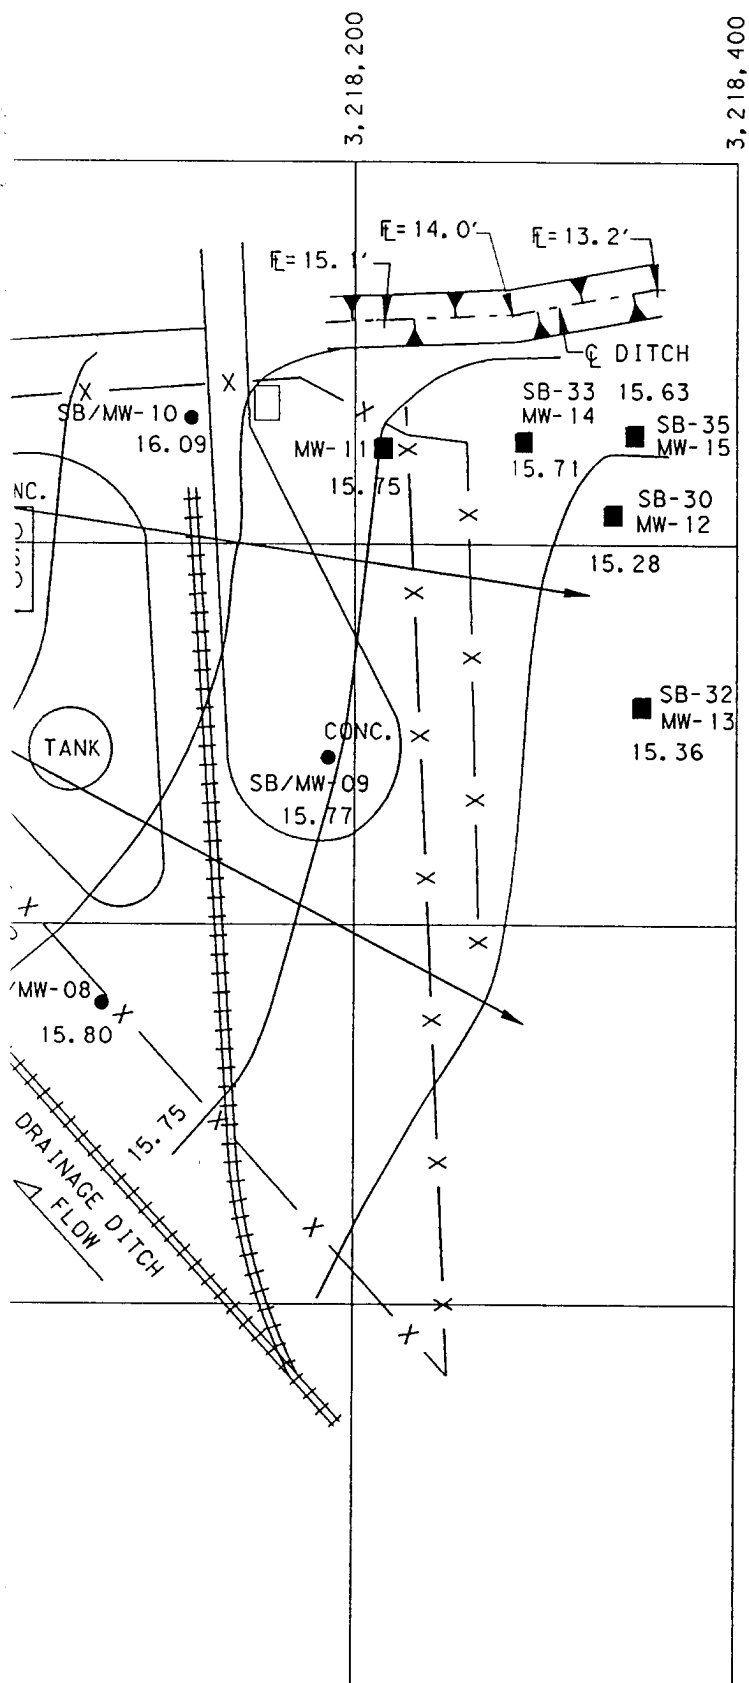 3,218,200
3,218,400
FL=14.0'
FL=13.2'
FL=15.1'
CL DITCH
SB-33
MW-14
15.63
SB/MW-10
16.09
MW-11
15.75
15.71
SB-35
MW-15
SB-30
MW-12
15.28
NC.
SB-32
MW-13
15.36
TANK
CONC.
SB/MW-09
15.77
/MW-08
15.80
15.75
DRAINAGE DITCH
FLOW